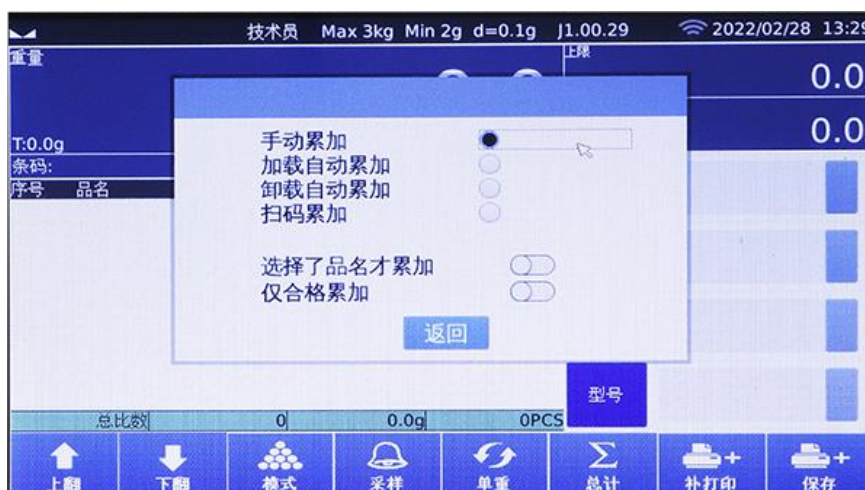 技术员 Max 3kg Min 2g d=0.1g J1.00.29 2022/02/28 13:29
重量
上限
0.0
T:0.0g
0.0
条码:
序号 品名
手动累加
加载自动累加
卸载自动累加
扫码累加
选择了品名才累加
仅合格累加
返回
型号
总比数 0 0.0g 0PCS
上翻 下翻 模式 采样 单重 总计 补打印 保存